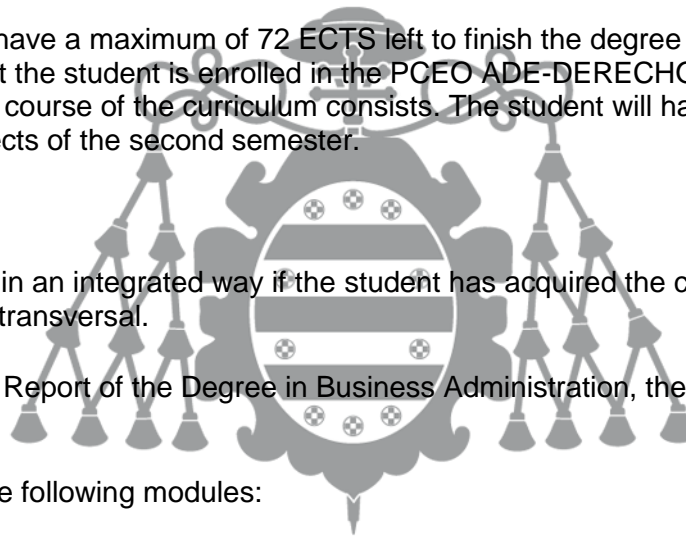 have a maximum of 72 ECTS left to finish the degree
t the student is enrolled in the PCEO ADE-DERECHO
course of the curriculum consists. The student will ha
ects of the second semester.
in an integrated way if the student has acquired the c
transversal.
Report of the Degree in Business Administration, the
e following modules: